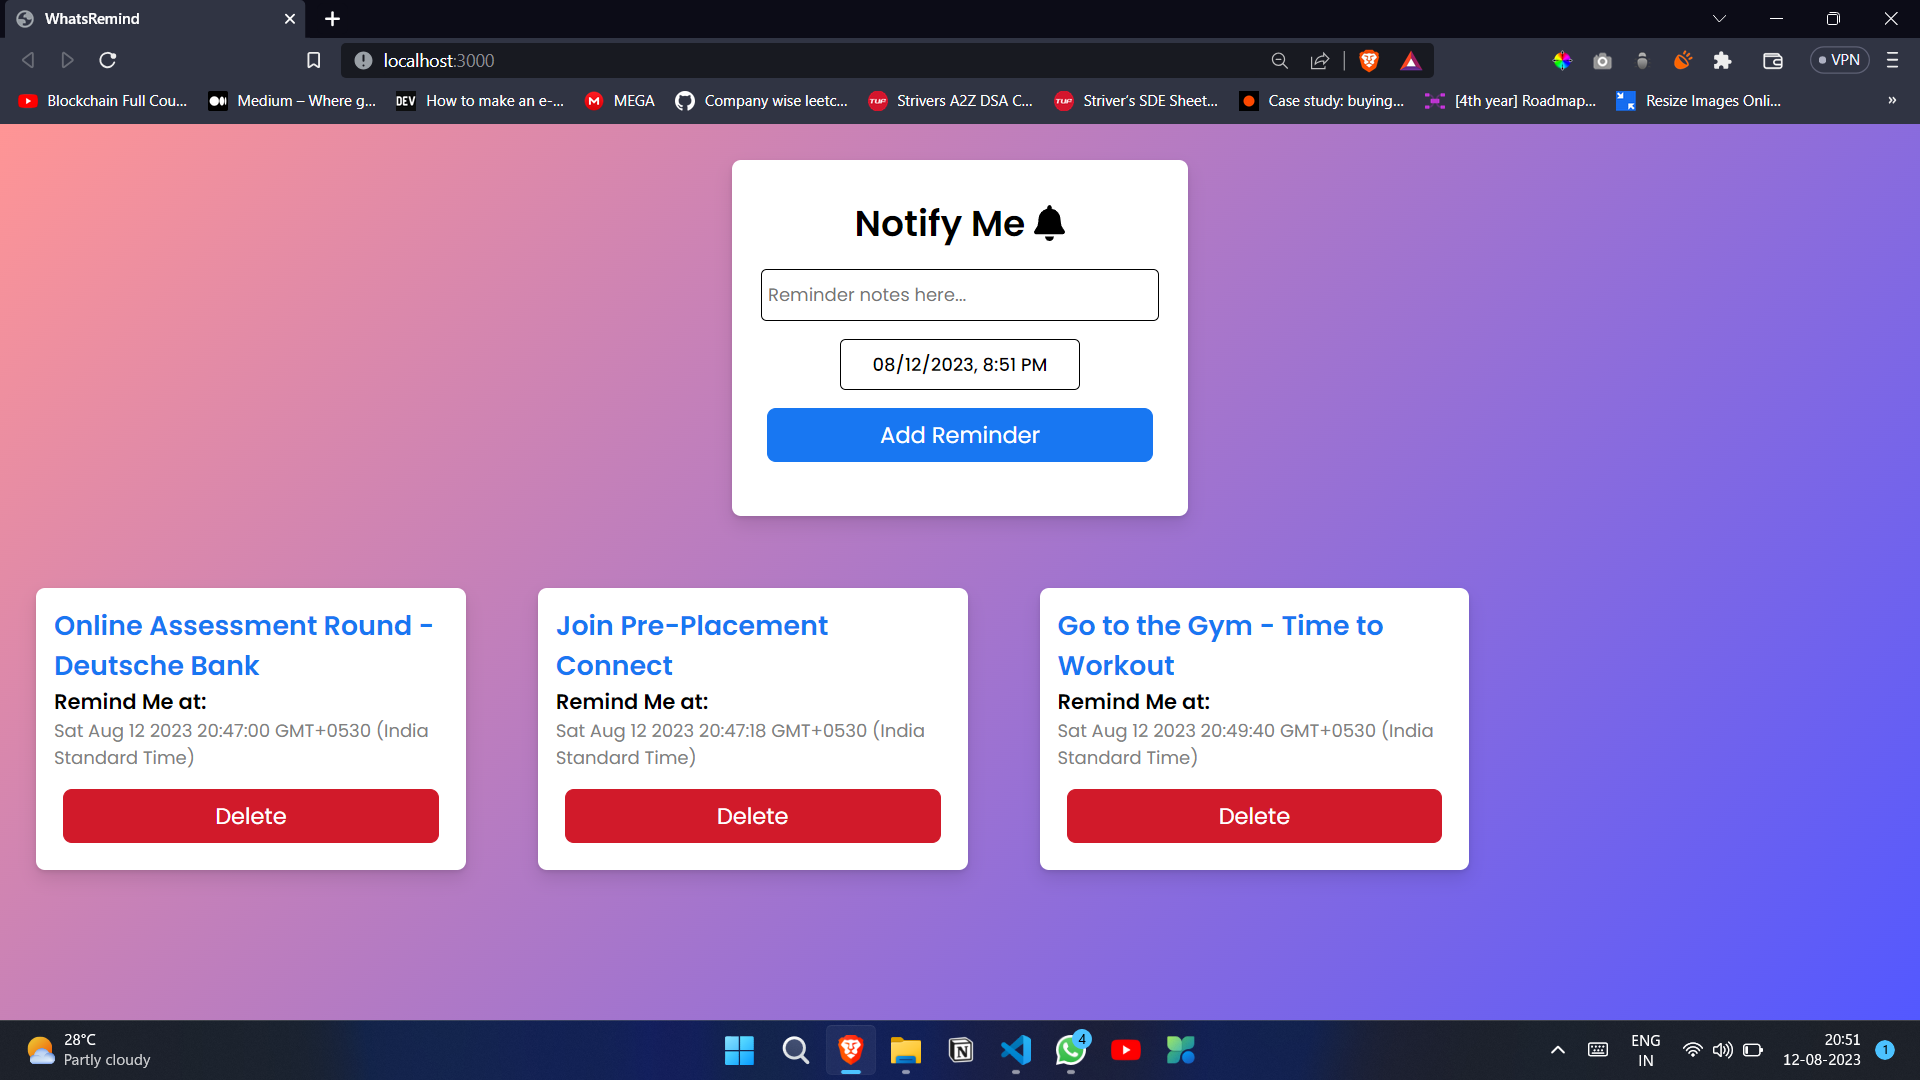 WhatsRemind
localhost:3000
VPN
Blockchain Full Cou...
Medium – Where g...
DEV
How to make an e-...
M
MEGA
Company wise leetc...
TUF
Strivers A2Z DSA C...
TUF
Striver's SDE Sheet...
Case study: buying...
[4th year] Roadmap...
Resize Images Onli...
»
Notify Me
Reminder notes here...
08/12/2023, 8:51 PM
Add Reminder
Online Assessment Round -
Deutsche Bank
Remind Me at:
Sat Aug 12 2023 20:47:00 GMT+0530 (India
Standard Time)
Delete
Join Pre-Placement
Connect
Remind Me at:
Sat Aug 12 2023 20:47:18 GMT+0530 (India
Standard Time)
Delete
Go to the Gym - Time to
Workout
Remind Me at:
Sat Aug 12 2023 20:49:40 GMT+0530 (India
Standard Time)
Delete
28°C
Partly cloudy
N
4
ENG
IN
20:51
12-08-2023
1